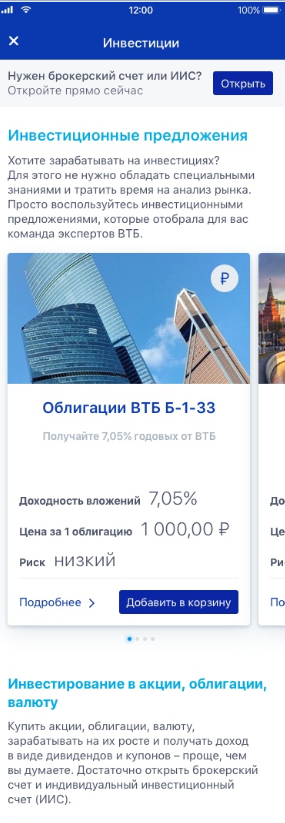 12:00
100%
Инвестиции
Нужен брокерский счет или ИИС?
Откройте прямо сейчас
Открыть
Инвестиционные предложения
Хотите зарабатывать на инвестициях?
Для этого не нужно обладать специальными
знаниями и тратить время на анализ рынка.
Просто воспользуйтесь инвестиционными
предложениями, которые отобрала для вас
команда экспертов ВТБ.
₽
Облигации ВТБ Б-1-33
Получайте 7,05% годовых от ВТБ
Доходность вложений 7,05%
До
Цена за 1 облигацию 1 000,00 ₽
Це
Риск НИЗКИЙ
Ри
Подробнее
Добавить в корзину
По
Инвестирование в акции, облигации,
валюту
Купить акции, облигации, валюту,
зарабатывать на их росте и получать доход
в виде дивидендов и купонов – проще, чем
вы думаете. Достаточно открыть брокерский
счет и индивидуальный инвестиционный
счет (ИИС).